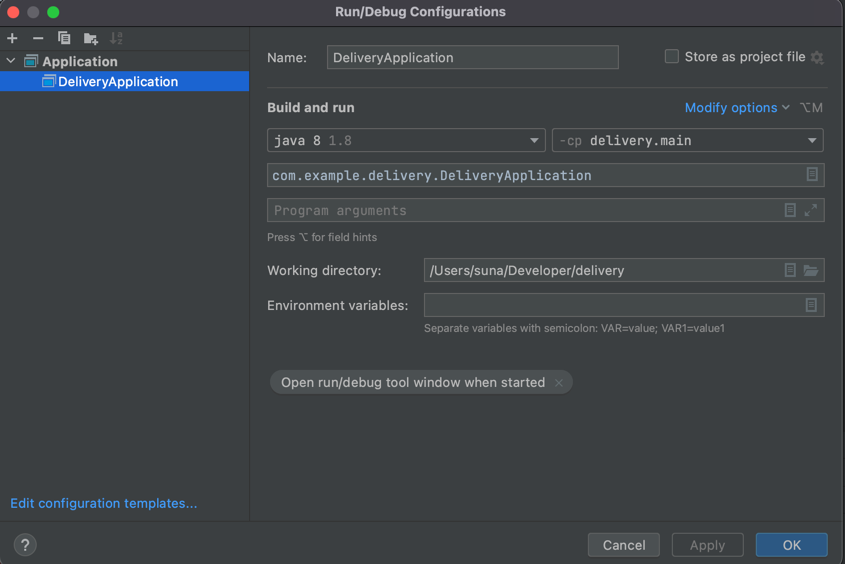 Run/Debug Configurations
Application
DeliveryApplication
Name: DeliveryApplication
Store as project file
Build and run
Modify options ⌥M
java 8 1.8
-cp delivery.main
com.example.delivery.DeliveryApplication
Program arguments
Press ⌥ for field hints
Working directory: /Users/suna/Developer/delivery
Environment variables:
Separate variables with semicolon: VAR=value; VAR1=value1
Open run/debug tool window when started ×
Edit configuration templates...
? Cancel Apply OK